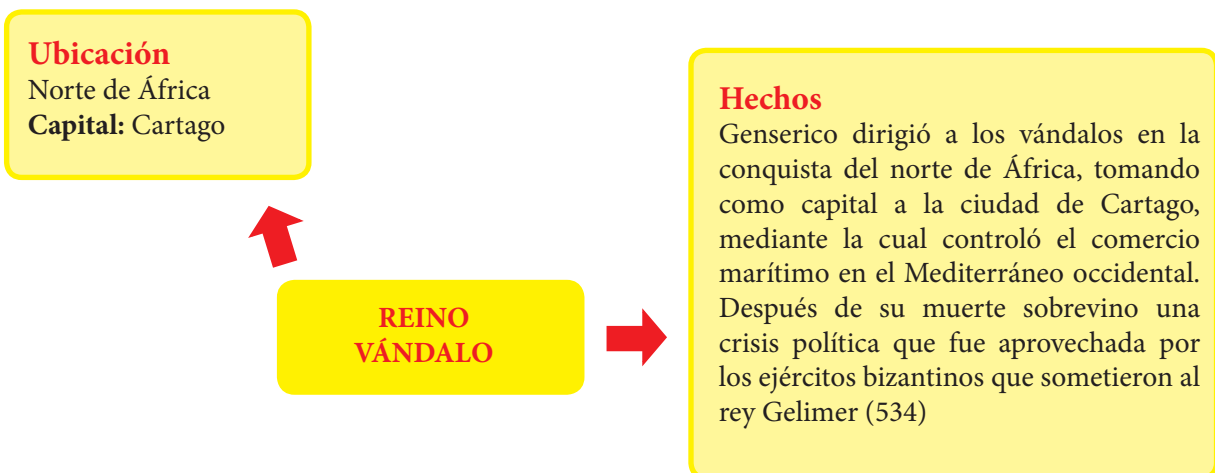 Ubicación
Norte de África
Capital: Cartago
REINO
VÁNDALO
Hechos
Genserico dirigió a los vándalos en la
conquista del norte de África, tomando
como capital a la ciudad de Cartago,
mediante la cual controló el comercio
marítimo en el Mediterráneo occidental.
Después de su muerte sobrevino una
crisis política que fue aprovechada por
los ejércitos bizantinos que sometieron al
rey Gelimer (534)